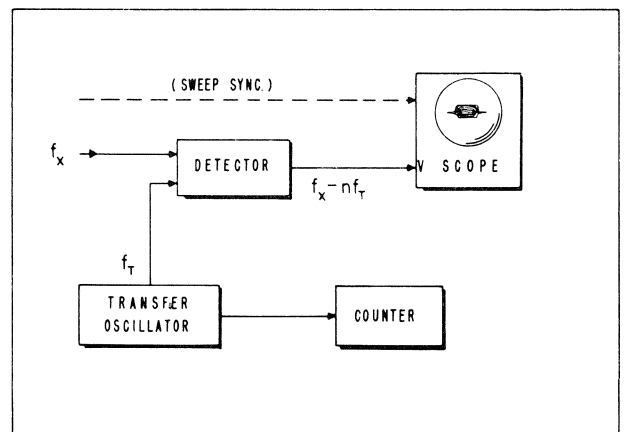 (SWEEP SYNC.)
fx
DETECTOR
V SCOPE
fx-nfT
fT
TRANSFER
OSCILLATOR
COUNTER